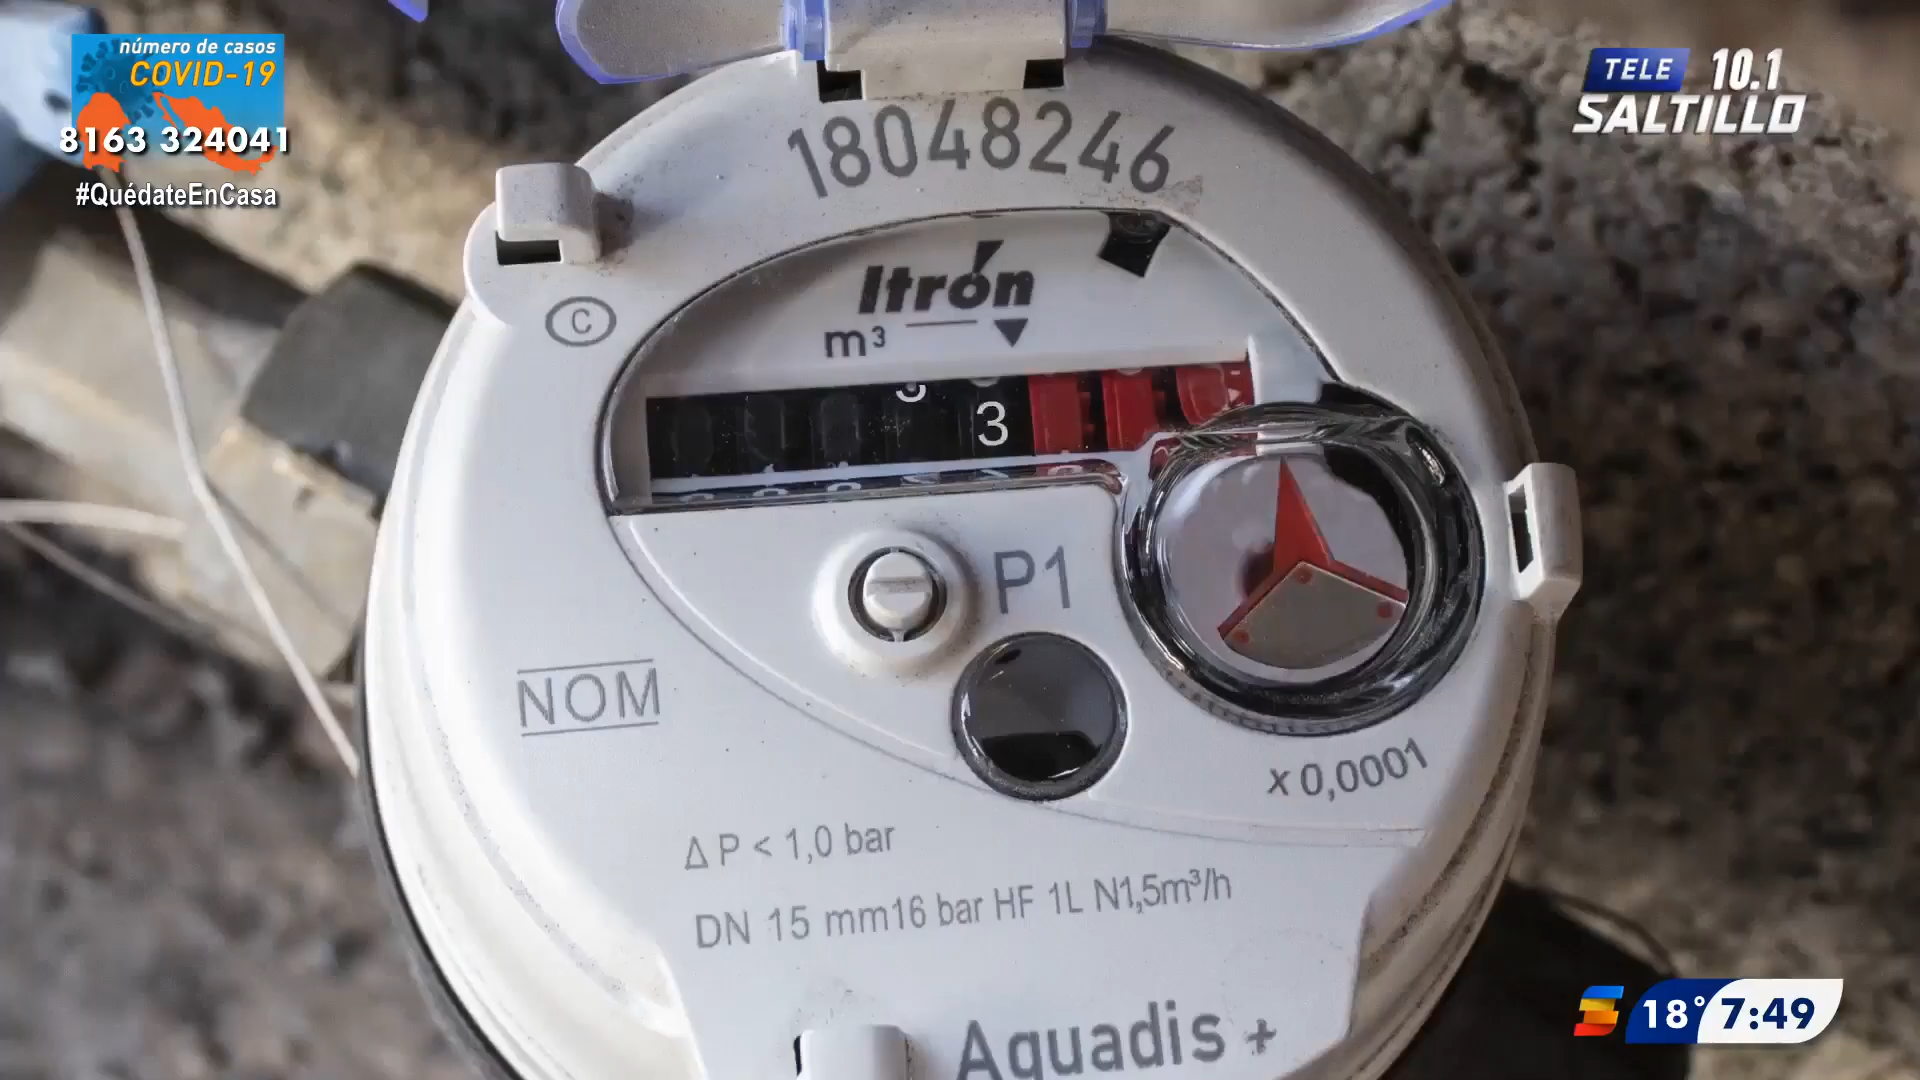 número de casos
COVID-19
8163 324041
#QuédateEnCasa
TELE 10.1
SALTILLO
18048246
C
Itrón
m³
3
P1
NOM
x 0,0001
Δ P < 1,0 bar
DN 15 mm16 bar HF 1L N1,5m³/h
Aquadis +
18° 7:49